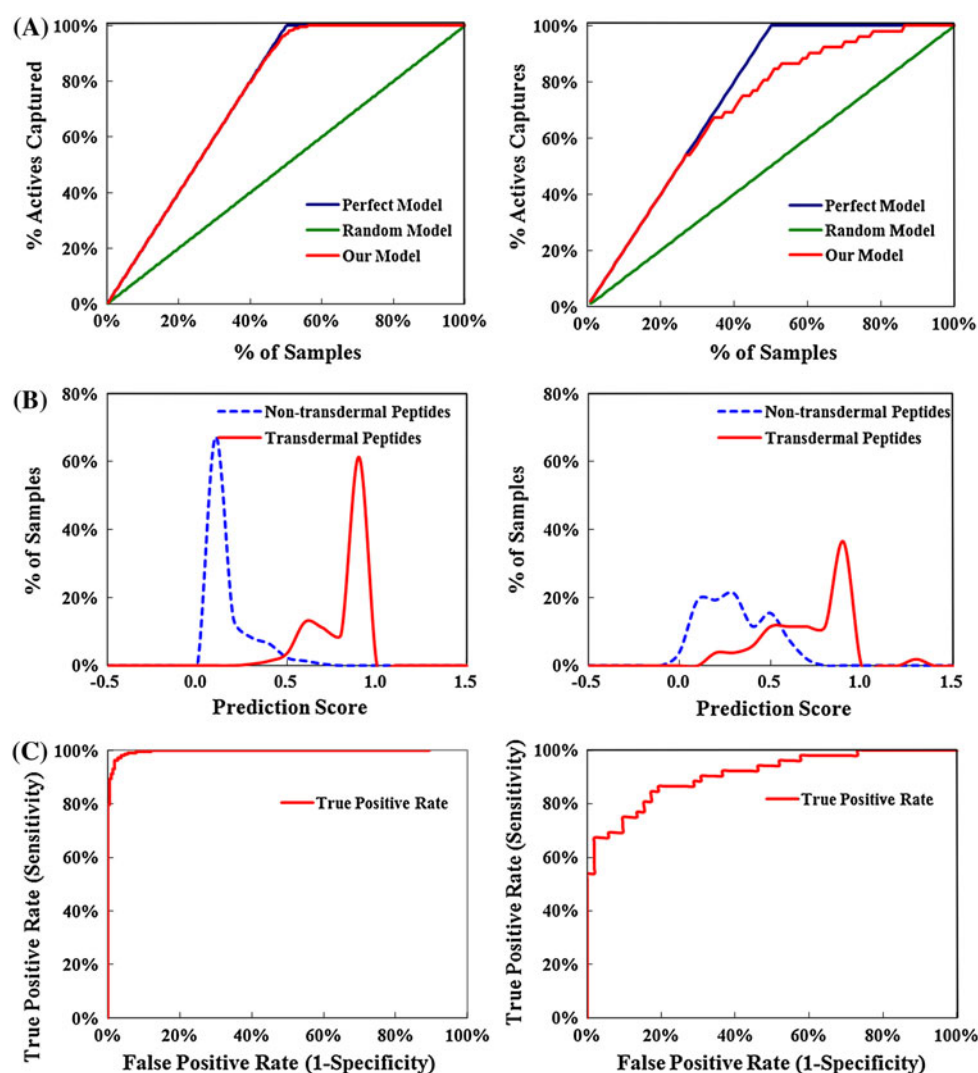 (A)
% Actives Captured
100%
80%
60%
40%
20%
0%
Perfect Model
Random Model
Our Model
0% 20% 40% 60% 80% 100%
% of Samples
% Actives Captures
100%
80%
60%
40%
20%
0%
Perfect Model
Random Model
Our Model
0% 20% 40% 60% 80% 100%
% of Samples
(B)
% of Samples
80%
60%
40%
20%
0%
Non-transdermal Peptides
Transdermal Peptides
-0.5 0.0 0.5 1.0 1.5
Prediction Score
% of Samples
80%
60%
40%
20%
0%
Non-transdermal Peptides
Transdermal Peptides
-0.5 0.0 0.5 1.0 1.5
Prediction Score
(C)
True Positive Rate (Sensitivity)
100%
80%
60%
40%
20%
0%
True Positive Rate
0% 20% 40% 60% 80% 100%
False Positive Rate (1-Specificity)
True Positive Rate (Sensitivity)
100%
80%
60%
40%
20%
0%
True Positive Rate
0% 20% 40% 60% 80% 100%
False Positive Rate (1-Specificity)